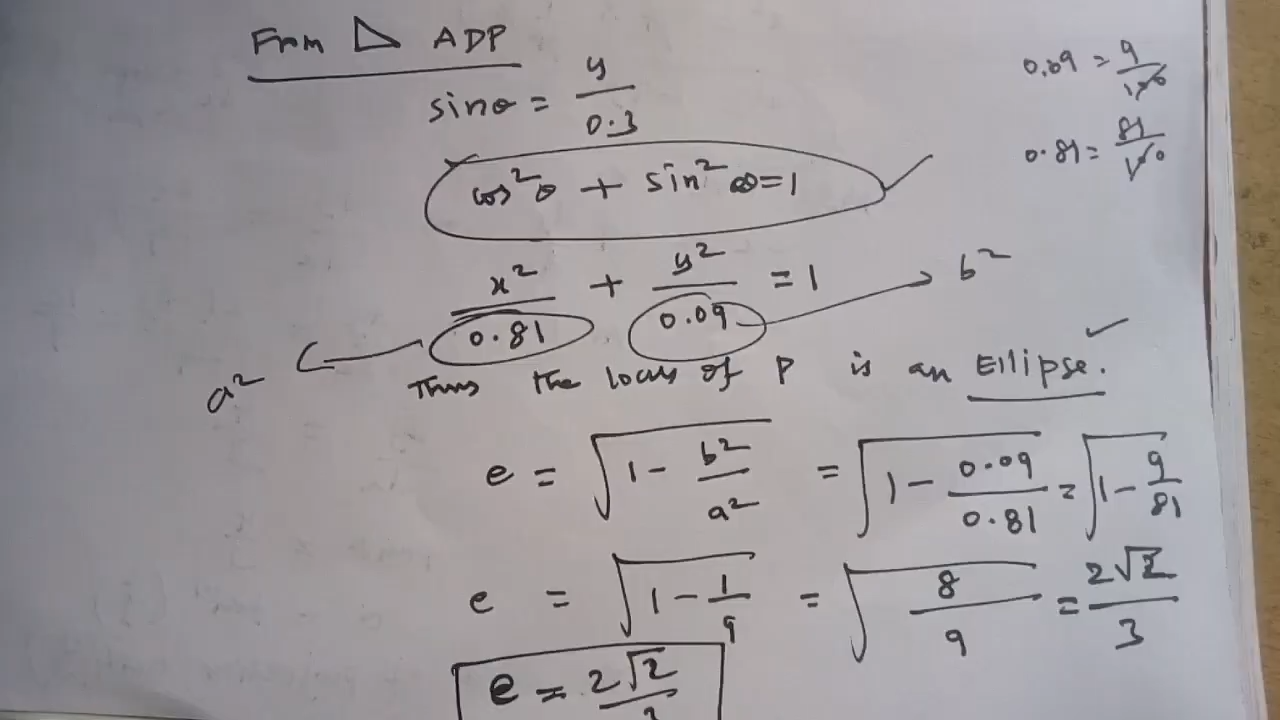 From △ ADP
sinθ = y/0.3
0.09 = 9/100
0.81 = 81/100
cos²θ + sin²θ = 1
x²/0.81 + y²/0.09 = 1
b²
a²
Thus the locus of P is an Ellipse.
e = √(1 - b²/a²) = √(1 - 0.09/0.81) = √(1 - 9/81)
e = √(1 - 1/9) = √(8/9) = 2√2/3
e = 2√2/3